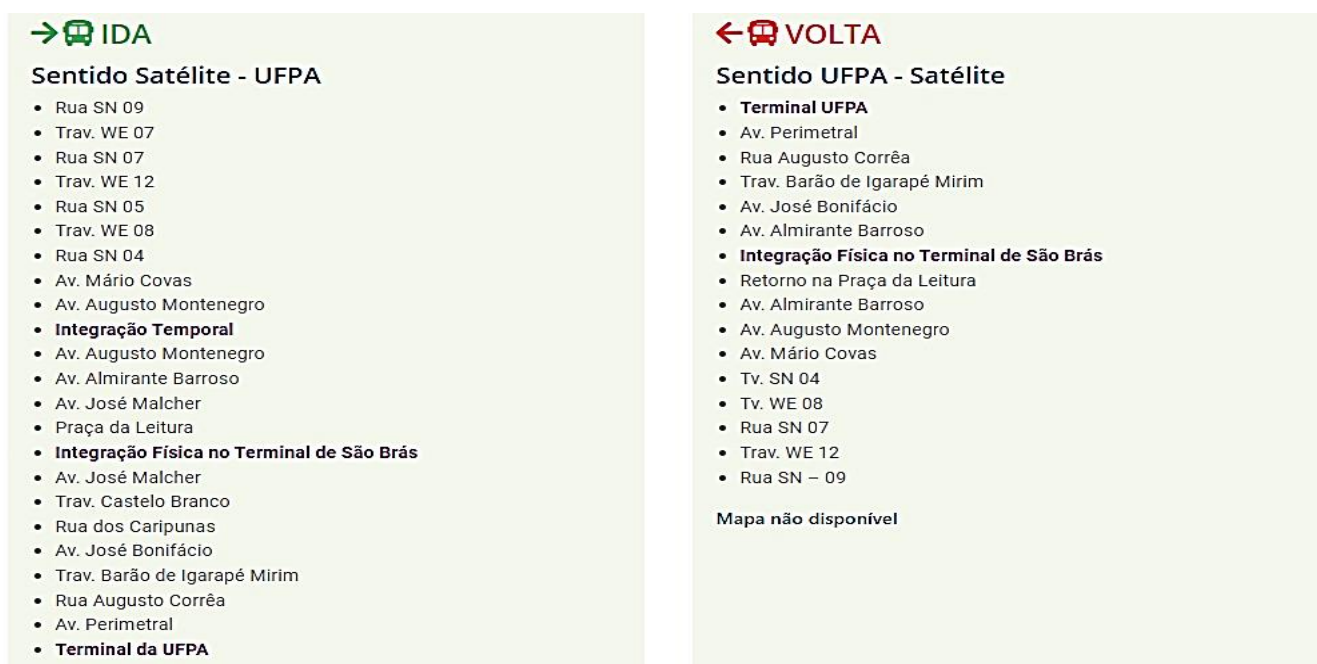 IDA
Sentido Satélite - UFPA
• Rua SN 09
• Trav. WE 07
• Rua SN 07
• Trav. WE 12
• Rua SN 05
• Trav. WE 08
• Rua SN 04
• Av. Mário Covas
• Av. Augusto Montenegro
• Integração Temporal
• Av. Augusto Montenegro
• Av. Almirante Barroso
• Av. José Malcher
• Praça da Leitura
• Integração Física no Terminal de São Brás
• Av. José Malcher
• Trav. Castelo Branco
• Rua dos Caripunas
• Av. José Bonifácio
• Trav. Barão de Igarapé Mirim
• Rua Augusto Corrêa
• Av. Perimetral
• Terminal da UFPA
VOLTA
Sentido UFPA - Satélite
• Terminal UFPA
• Av. Perimetral
• Rua Augusto Corrêa
• Trav. Barão de Igarapé Mirim
• Av. José Bonifácio
• Av. Almirante Barroso
• Integração Física no Terminal de São Brás
• Retorno na Praça da Leitura
• Av. Almirante Barroso
• Av. Augusto Montenegro
• Av. Mário Covas
• Tv. SN 04
• Tv. WE 08
• Rua SN 07
• Trav. WE 12
• Rua SN – 09
Mapa não disponível